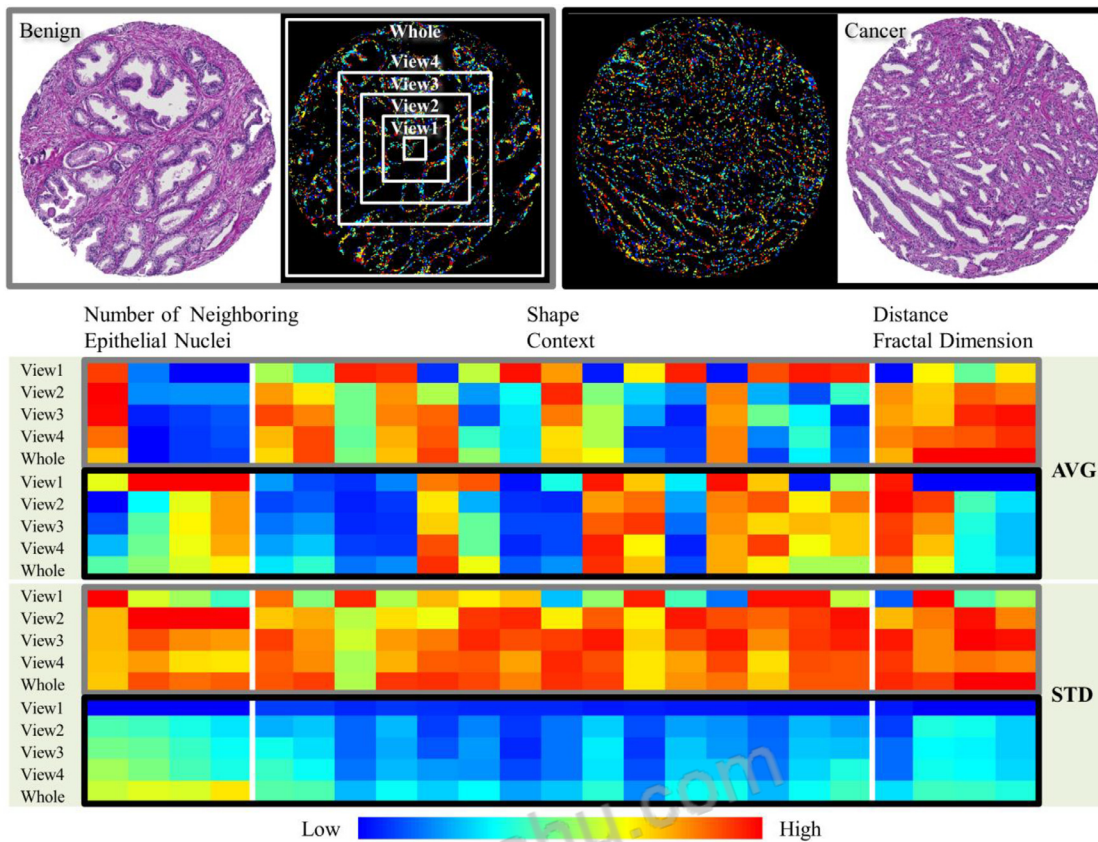 Benign
Whole
View4
View3
View2
View1
Cancer
Number of Neighboring
Epithelial Nuclei
Shape
Context
Distance
Fractal Dimension
View1
View2
View3
View4
Whole
AVG
View1
View2
View3
View4
Whole
View1
View2
View3
View4
Whole
STD
View1
View2
View3
View4
Whole
Low
High